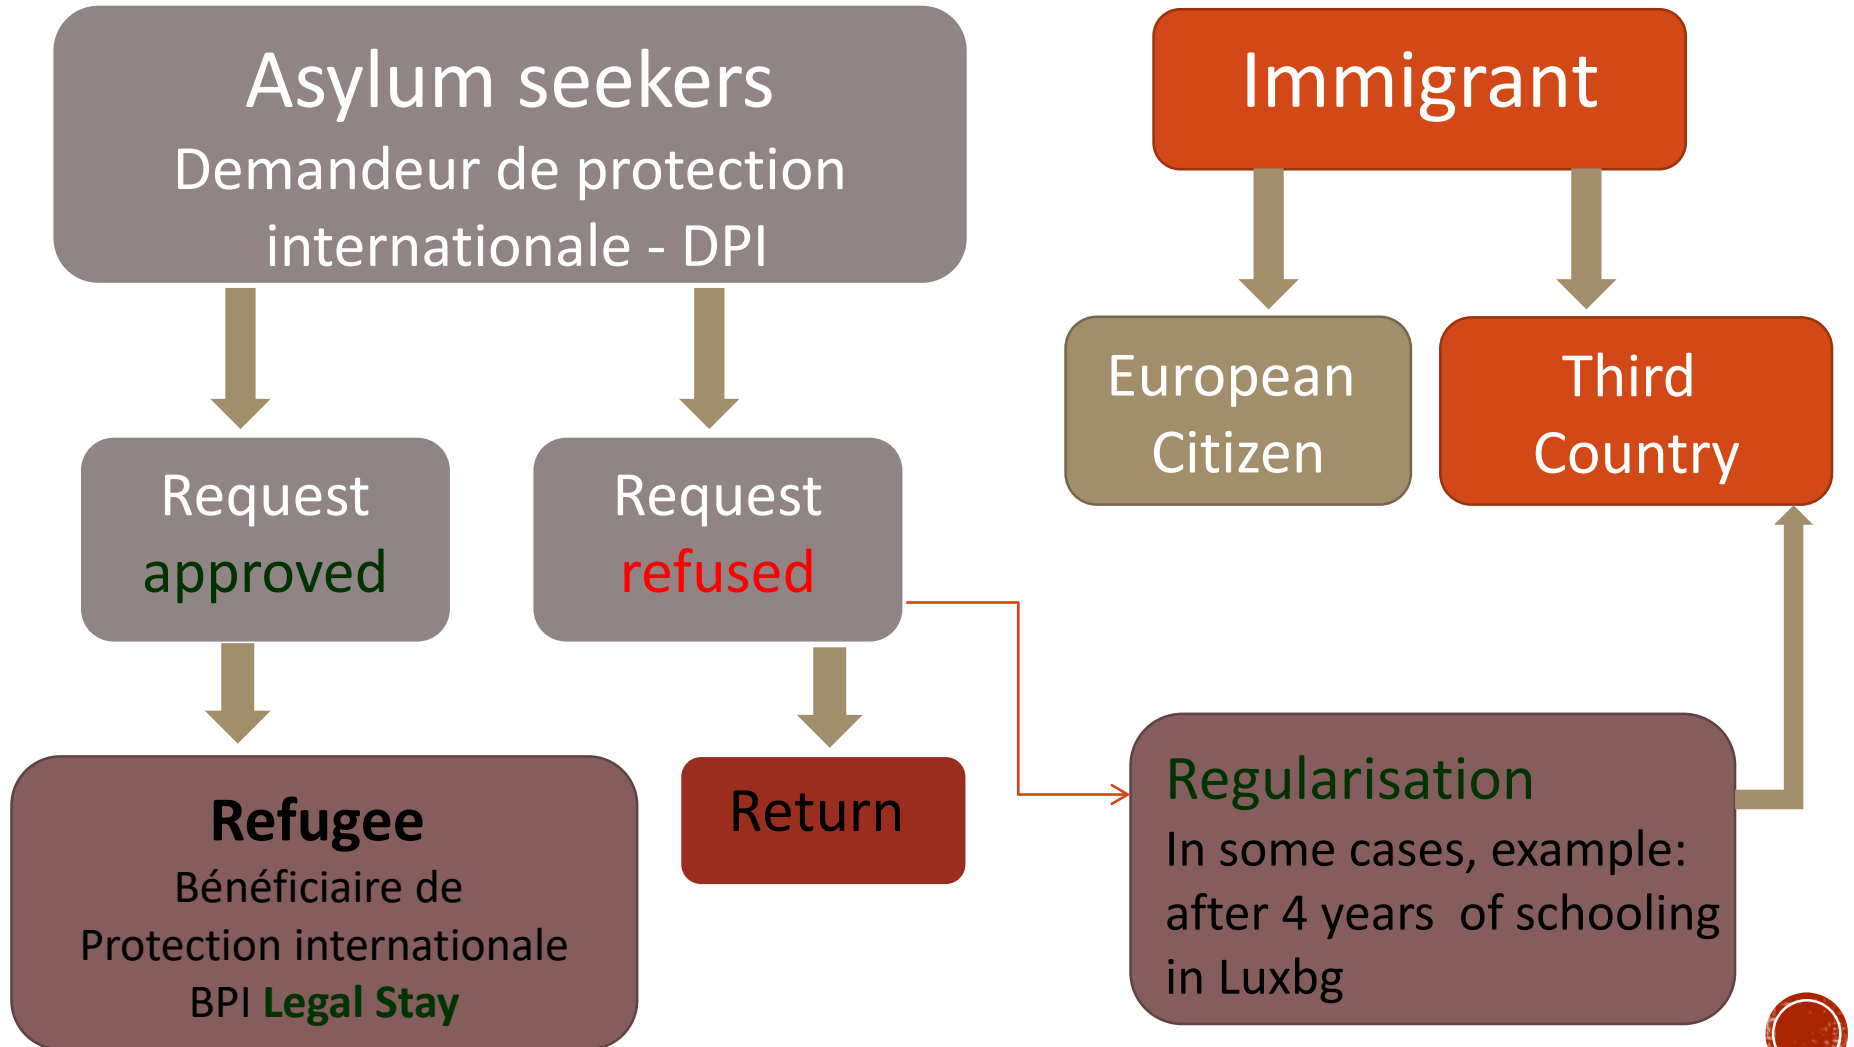 Asylum seekers
Demandeur de protection
internationale - DPI
Immigrant
European
Citizen
Third
Country
Request
approved
Request
refused
Refugee
Bénéficiaire de
Protection internationale
BPI Legal Stay
Return
Regularisation
In some cases, example:
after 4 years of schooling
in Luxbg